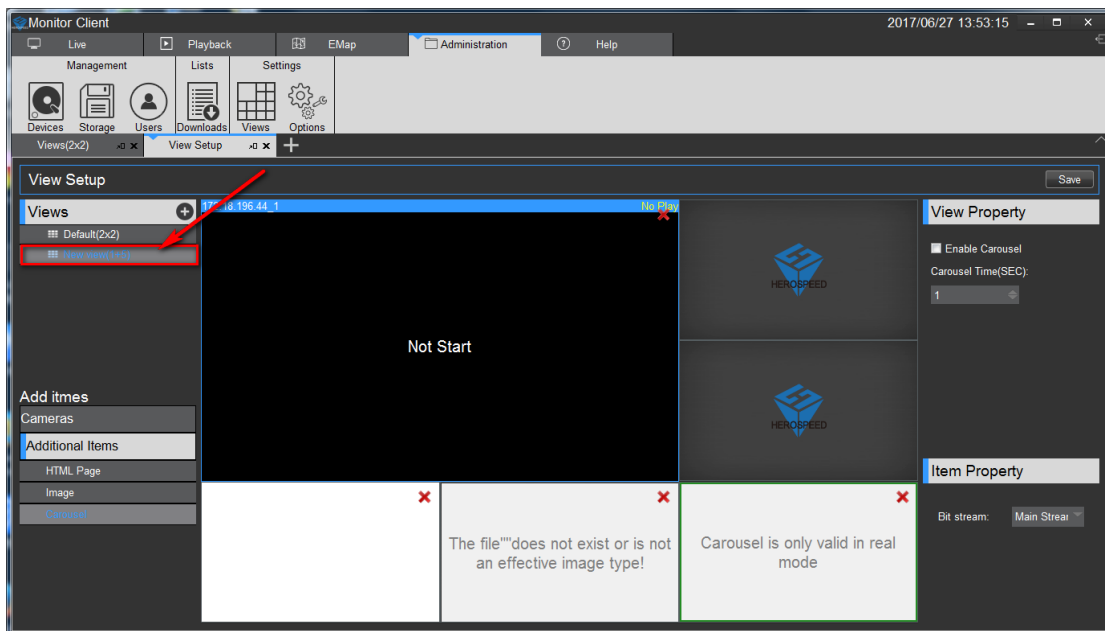 Monitor Client
2017/06/27 13:53:15
Live
Playback
EMap
Administration
Help
Management
Lists
Settings
Devices
Storage
Users
Downloads
Views
Options
Views(2x2)
View Setup
View Setup
Save
Views
Default(2x2)
New view(1x5)
18.196.44_1
No Play
Not Start
HEROSPEED
HEROSPEED
View Property
Enable Carousel
Carousel Time(SEC):
1
Add itmes
Cameras
Additional Items
HTML Page
Image
Carousel
The file""does not exist or is not
an effective image type!
Carousel is only valid in real
mode
Item Property
Bit stream:
Main Strear